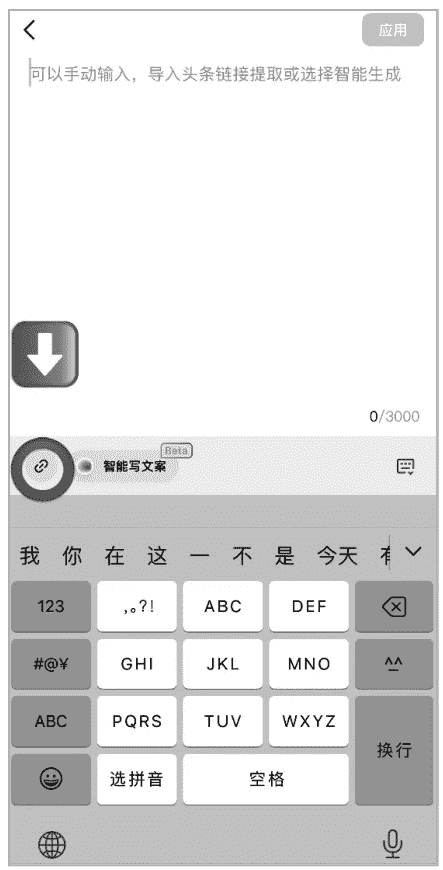 应用
可以手动输入，导入头条链接提取或选择智能生成
0/3000
智能写文案 Beta
我 你 在 这 一 不 是 今天
123 ,。?! ABC DEF
#@¥ GHI JKL MNO ^^
ABC PQRS TUV WXYZ 换行
选拼音 空格